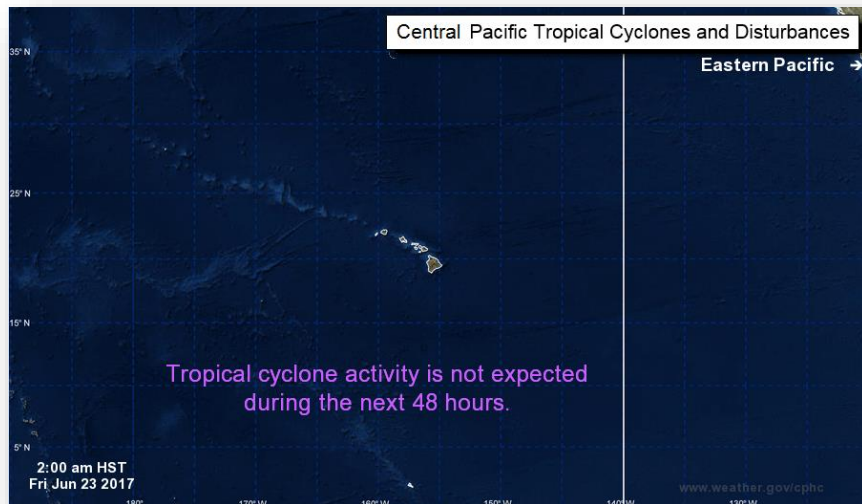 Central Pacific Tropical Cyclones and Disturbances
35° N
Eastern Pacific →
25° N
15° N
Tropical cyclone activity is not expected
during the next 48 hours.
5° N
2:00 am HST
Fri Jun 23 2017
www.weather.gov/cphc
180° 170° W 160° W 150° W 140° W 130° W